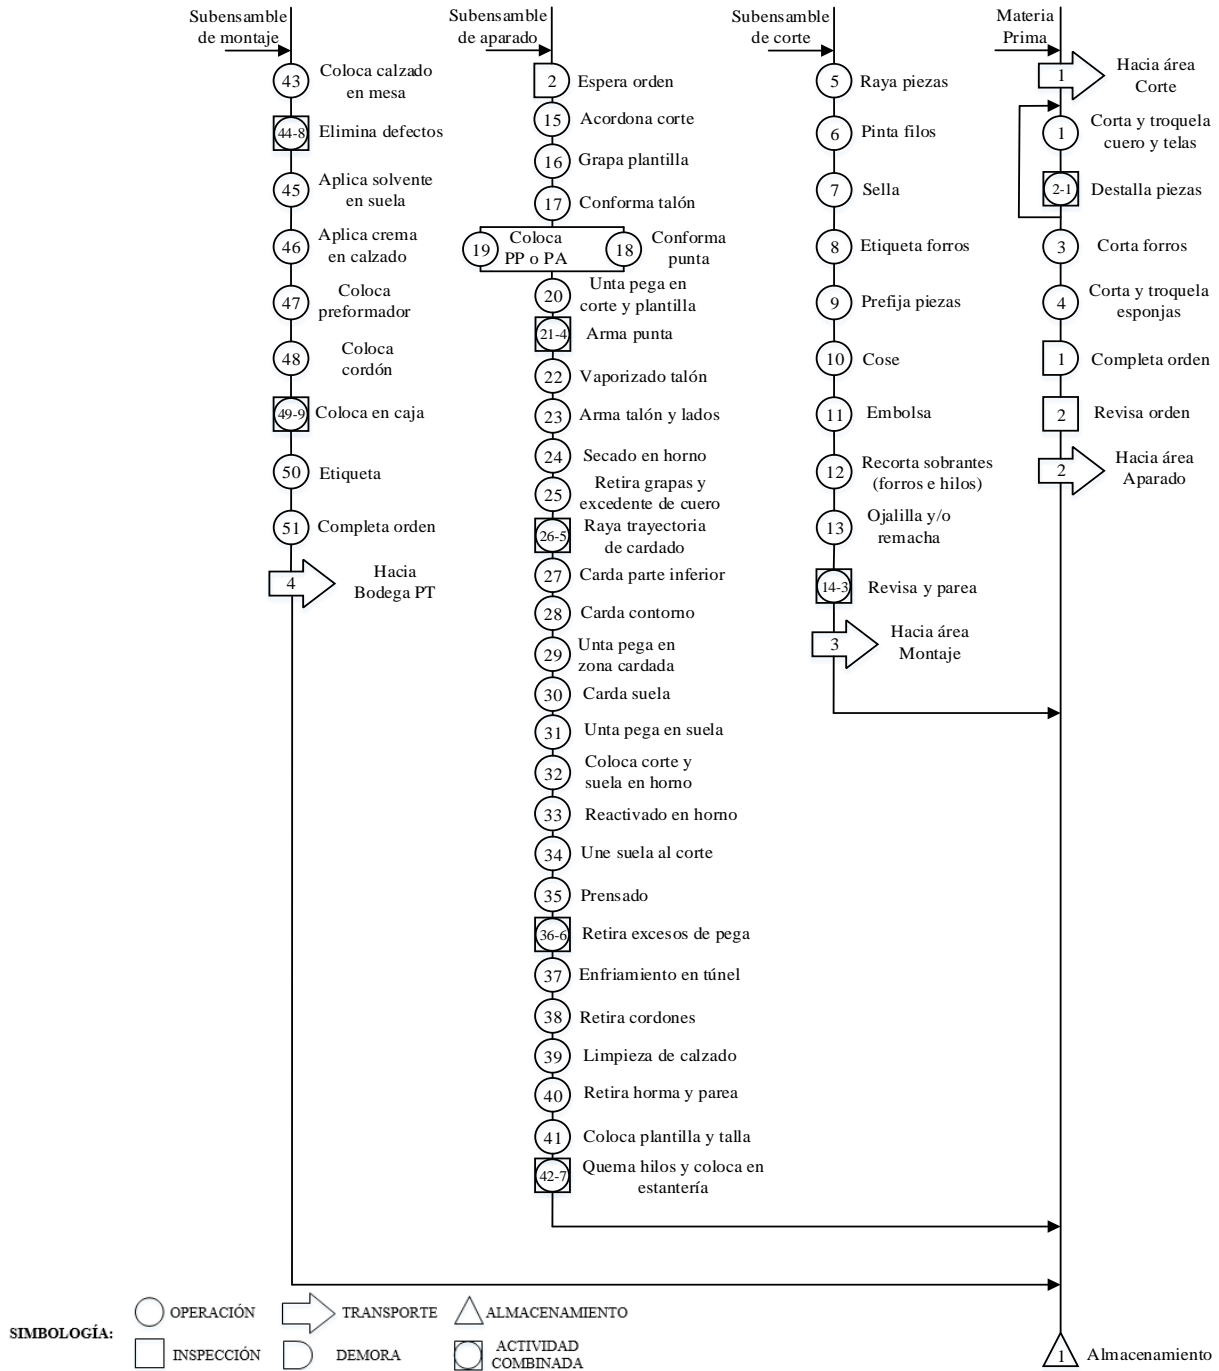 Subensamble
de montaje
43
Coloca calzado
en mesa
44-8
Elimina defectos
45
Aplica solvente
en suela
46
Aplica crema
en calzado
47
Coloca
preformador
48
Coloca
cordón
49-9
Coloca en caja
50
Etiqueta
51
Completa orden
4
Hacia
Bodega PT
Subensamble
de aparado
2
Espera orden
15
Acordona corte
16
Grapa plantilla
17
Conforma talón
19
Coloca
PP o PA
18
Conforma
punta
20
Unta pega en
corte y plantilla
21-4
Arma punta
22
Vaporizado talón
23
Arma talón y lados
24
Secado en horno
25
Retira grapas y
excedente de cuero
26-5
Raya trayectoria
de cardado
27
Carda parte inferior
28
Carda contorno
29
Unta pega en
zona cardada
30
Carda suela
31
Unta pega en suela
32
Coloca corte y
suela en horno
33
Reactivado en horno
34
Une suela al corte
35
Prensado
36-6
Retira excesos de pega
37
Enfriamiento en túnel
38
Retira cordones
39
Limpieza de calzado
40
Retira horma y parea
41
Coloca plantilla y talla
42-7
Quema hilos y coloca en
estantería
Subensamble
de corte
5
Raya piezas
6
Pinta filos
7
Sella
8
Etiqueta forros
9
Prefija piezas
10
Cose
11
Embolsa
12
Recorta sobrantes
(forros e hilos)
13
Ojalilla y/o
remacha
14-3
Revisa y parea
3
Hacia área
Montaje
Materia
Prima
1
Hacia área
Corte
1
Corta y troquela
cuero y telas
2-1
Destalla piezas
3
Corta forros
4
Corta y troquela
esponjas
1
Completa orden
2
Revisa orden
2
Hacia área
Aparado
1
Almacenamiento
SIMBOLOGÍA:
OPERACIÓN
TRANSPORTE
ALMACENAMIENTO
INSPECCIÓN
DEMORA
ACTIVIDAD
COMBINADA